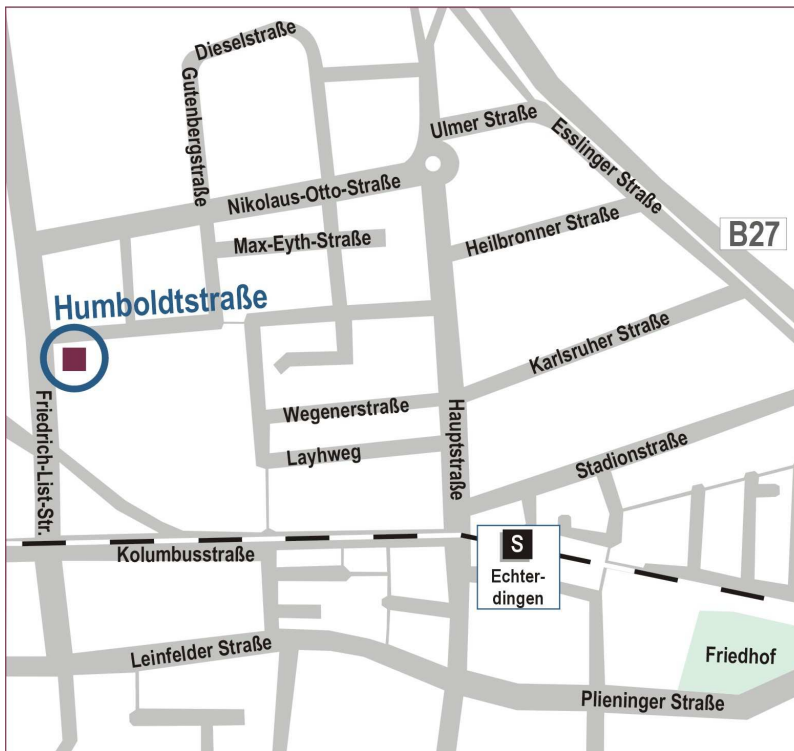 Dieselstraße
Gutenbergstraße
Ulmer Straße
Esslinger Straße
Nikolaus-Otto-Straße
Max-Eyth-Straße
Heilbronner Straße
B27
Humboldtstraße
Karlsruher Straße
Friedrich-List-Str.
Wegenerstraße
Hauptstraße
Layhweg
Stadionstraße
Kolumbusstraße
S
Echter-
dingen
Leinfelder Straße
Friedhof
Plieninger Straße